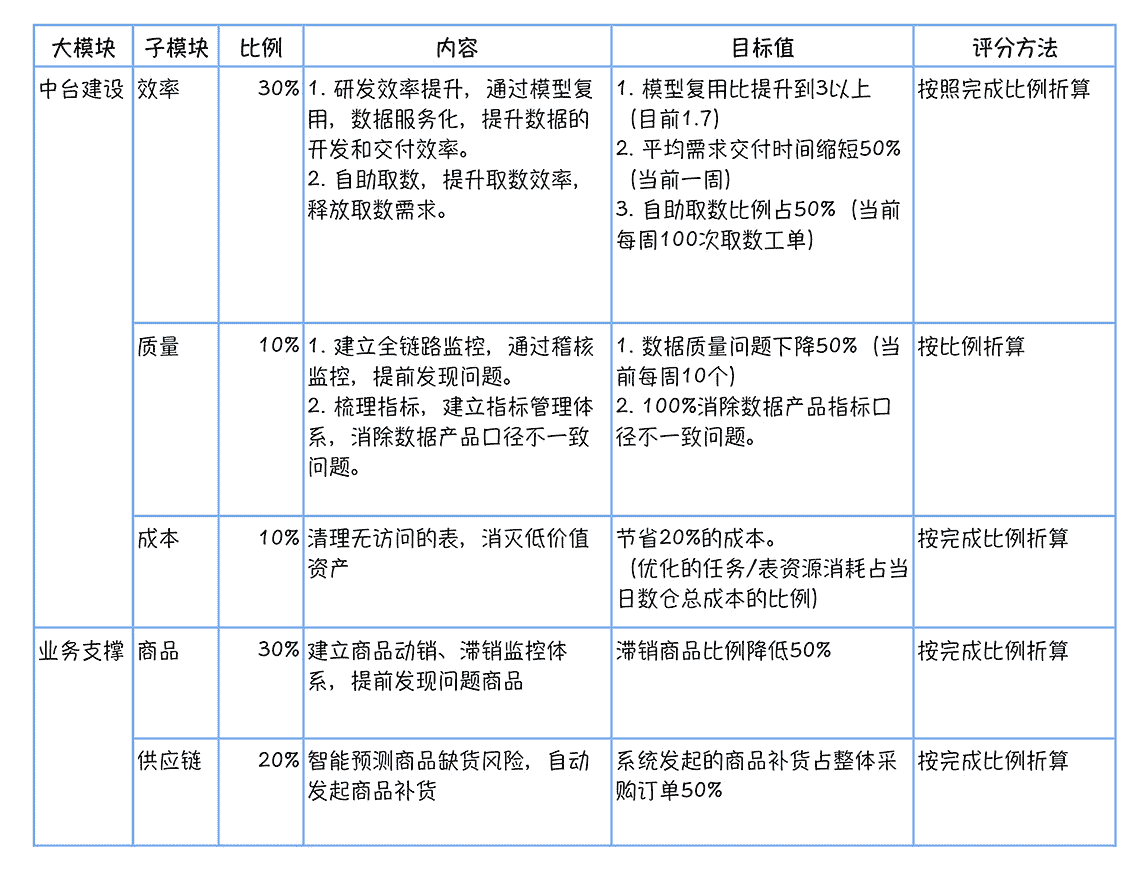 大模块 子模块 比例 内容 目标值 评分方法
中台建设 效率 30%
1. 研发效率提升，通过模型复
用，数据服务化，提升数据的
开发和交付效率。
2. 自助取数，提升取数效率，
释放取数需求。
1. 模型复用比提升到3以上
（目前1.7）
2. 平均需求交付时间缩短50%
（当前一周）
3. 自助取数比例占50%（当前
每周100次取数工单）
按照完成比例折算
质量 10%
1. 建立全链路监控，通过稽核
监控，提前发现问题。
2. 梳理指标，建立指标管理体
系，消除数据产品口径不一致
问题。
1. 数据质量问题下降50%（当
前每周10个）
2. 100%消除数据产品指标口
径不一致问题。
按比例折算
成本 10%
清理无访问的表，消灭低价值
资产
节省20%的成本。
（优化的任务/表资源消耗占当
日数仓总成本的比例）
按完成比例折算
业务支撑 商品 30%
建立商品动销、滞销监控体
系，提前发现问题商品
滞销商品比例降低50%
按完成比例折算
供应链 20%
智能预测商品缺货风险，自动
发起商品补货
系统发起的商品补货占整体采
购订单50%
按完成比例折算